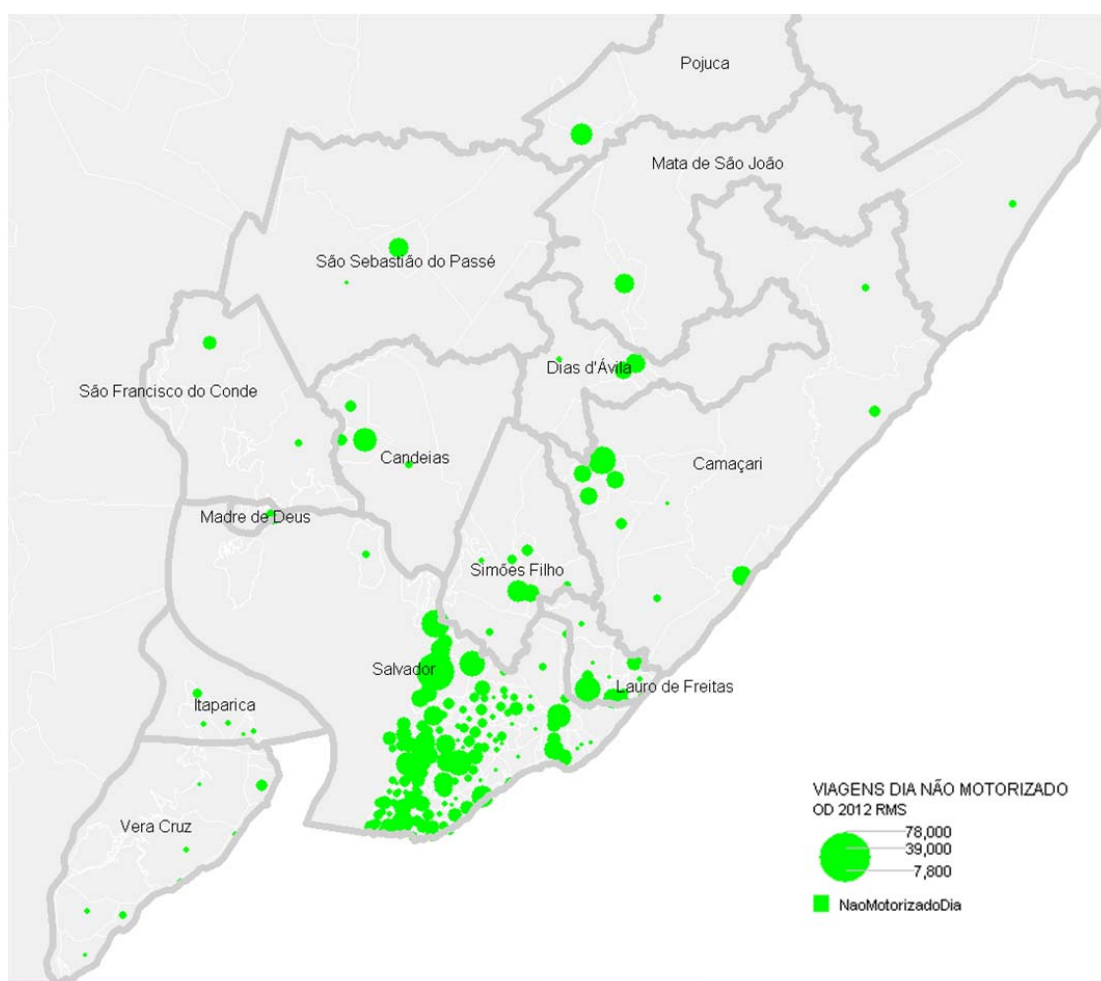 Pojuca
Mata de São João
São Sebastião do Passé
Dias d'Ávila
São Francisco do Conde
Candeias
Camaçari
Madre de Deus
Simões Filho
Salvador
Lauro de Freitas
Itaparica
Vera Cruz
VIAGENS DIA NÃO MOTORIZADO
OD 2012 RMS
78,000
39,000
7,800
NaoMotorizadoDia